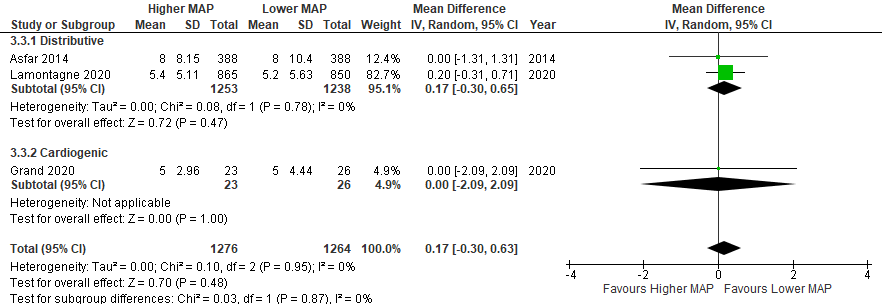 Higher MAP Lower MAP Mean Difference Mean Difference
Study or Subgroup Mean SD Total Mean SD Total Weight IV, Random, 95% CI Year IV, Random, 95% CI
3.3.1 Distributive
Asfar 2014 8 8.15 388 8 10.4 388 12.4% 0.00 [-1.31, 1.31] 2014
Lamontagne 2020 5.4 5.11 865 5.2 5.63 850 82.7% 0.20 [-0.31, 0.71] 2020
Subtotal (95% CI) 1253 1238 95.1% 0.17 [-0.30, 0.65]
Heterogeneity: Tau² = 0.00; Chi² = 0.08, df = 1 (P = 0.78); I² = 0%
Test for overall effect: Z = 0.72 (P = 0.47)
3.3.2 Cardiogenic
Grand 2020 5 2.96 23 5 4.44 26 4.9% 0.00 [-2.09, 2.09] 2020
Subtotal (95% CI) 23 26 4.9% 0.00 [-2.09, 2.09]
Heterogeneity: Not applicable
Test for overall effect: Z = 0.00 (P = 1.00)
Total (95% CI) 1276 1264 100.0% 0.17 [-0.30, 0.63]
Heterogeneity: Tau² = 0.00; Chi² = 0.10, df = 2 (P = 0.95); I² = 0%
Test for overall effect: Z = 0.70 (P = 0.48)
Test for subgroup differences: Chi² = 0.03, df = 1 (P = 0.87), I² = 0%
-4 -2 0 2 4
Favours Higher MAP Favours Lower MAP